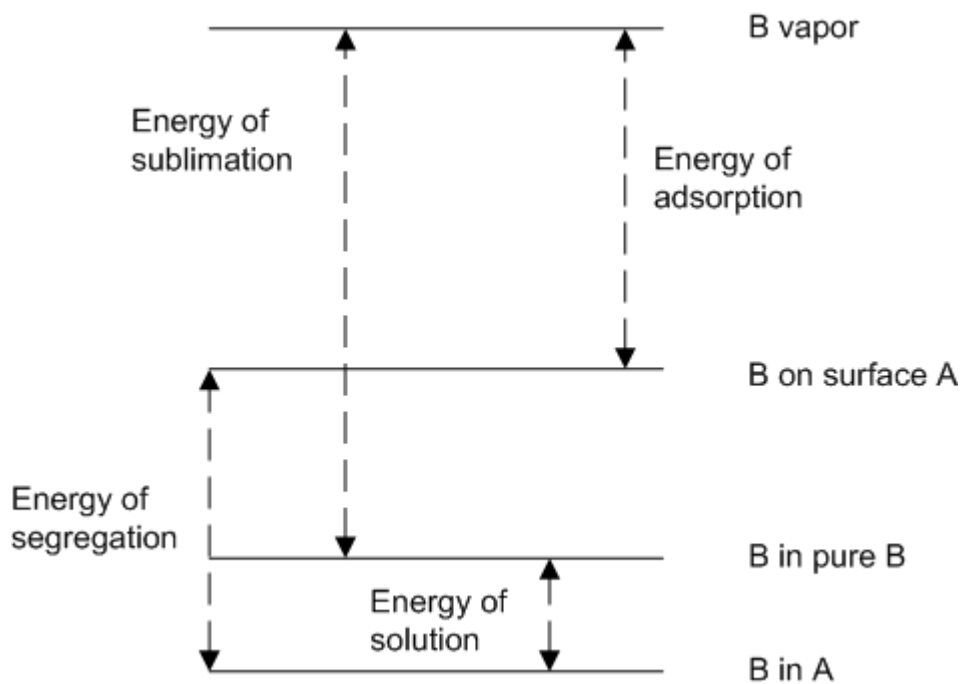 B vapor
Energy of
sublimation
Energy of
adsorption
B on surface A
Energy of
segregation
B in pure B
Energy of
solution
B in A